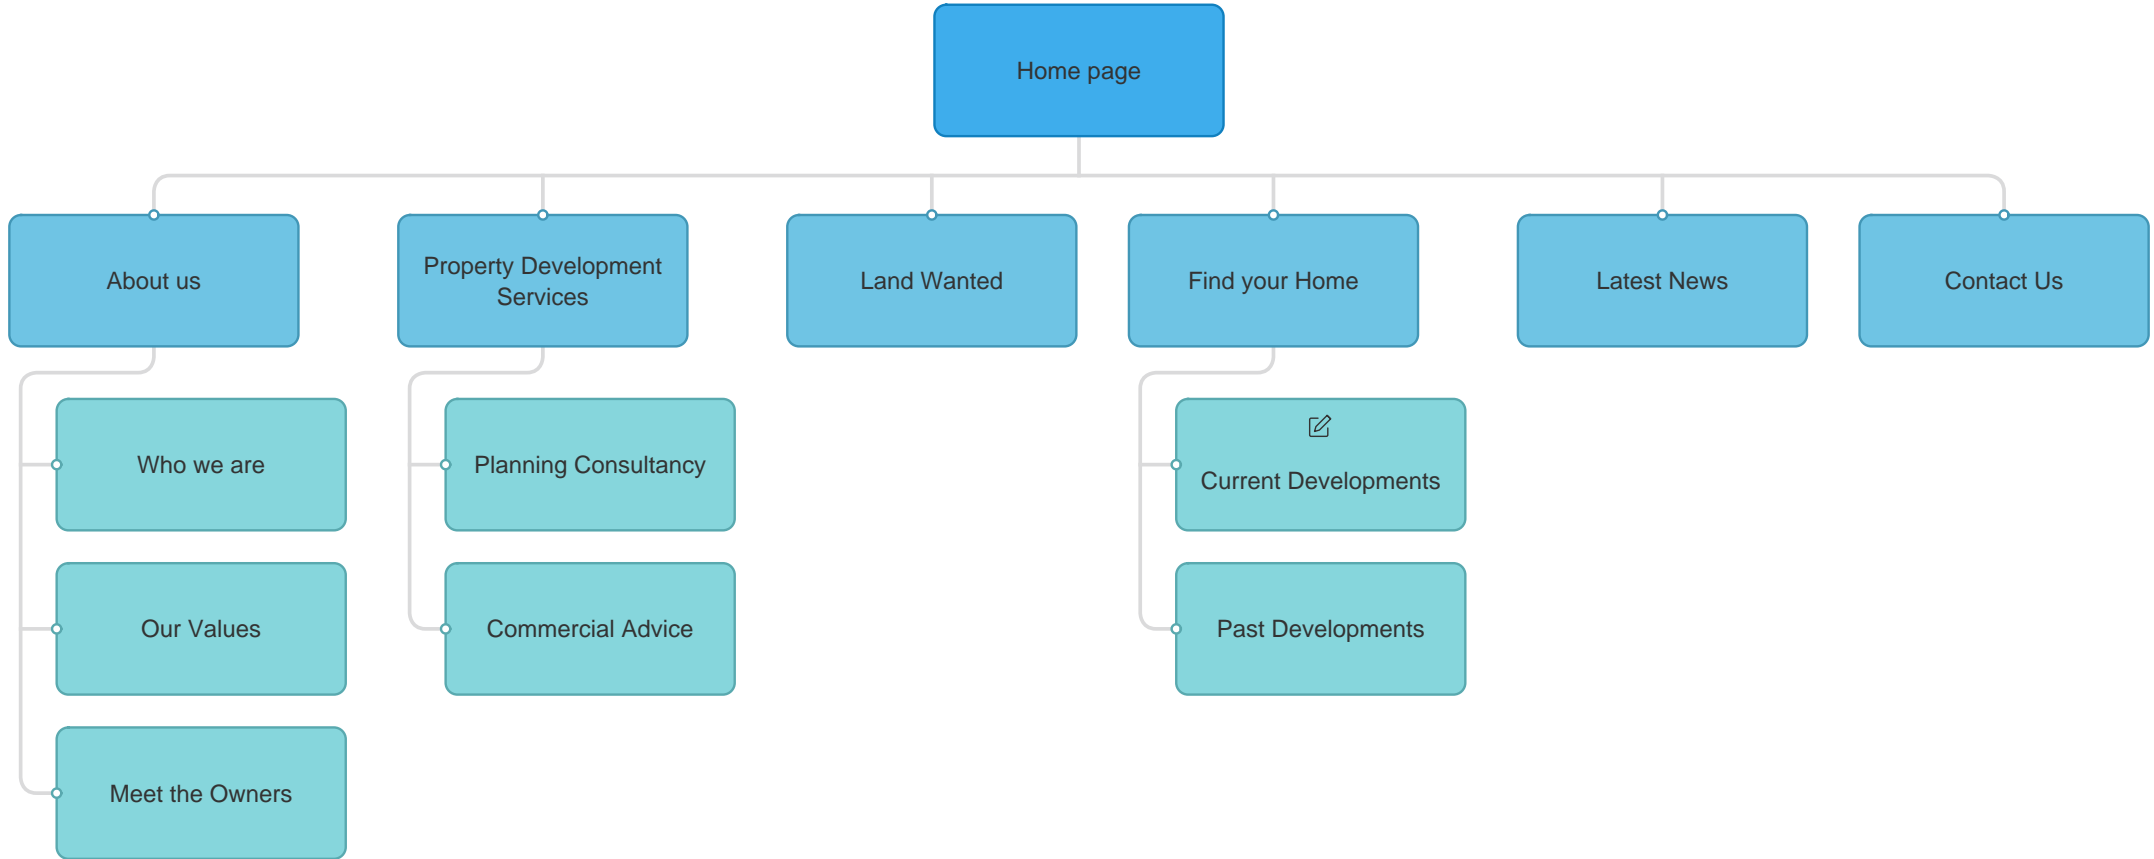 Home page
About us
Property Development
Services
Land Wanted
Find your Home
Latest News
Contact Us
Who we are
Planning Consultancy
Current Developments
Our Values
Commercial Advice
Past Developments
Meet the Owners